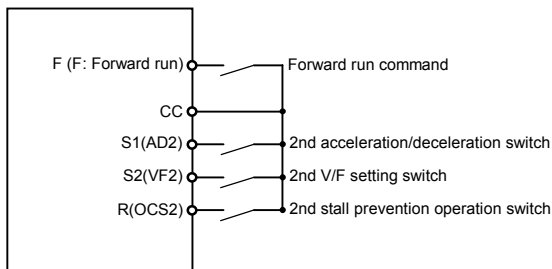 F (F: Forward run) Forward run command
CC
S1(AD2) 2nd acceleration/deceleration switch
S2(VF2) 2nd V/F setting switch
R(OCS2) 2nd stall prevention operation switch